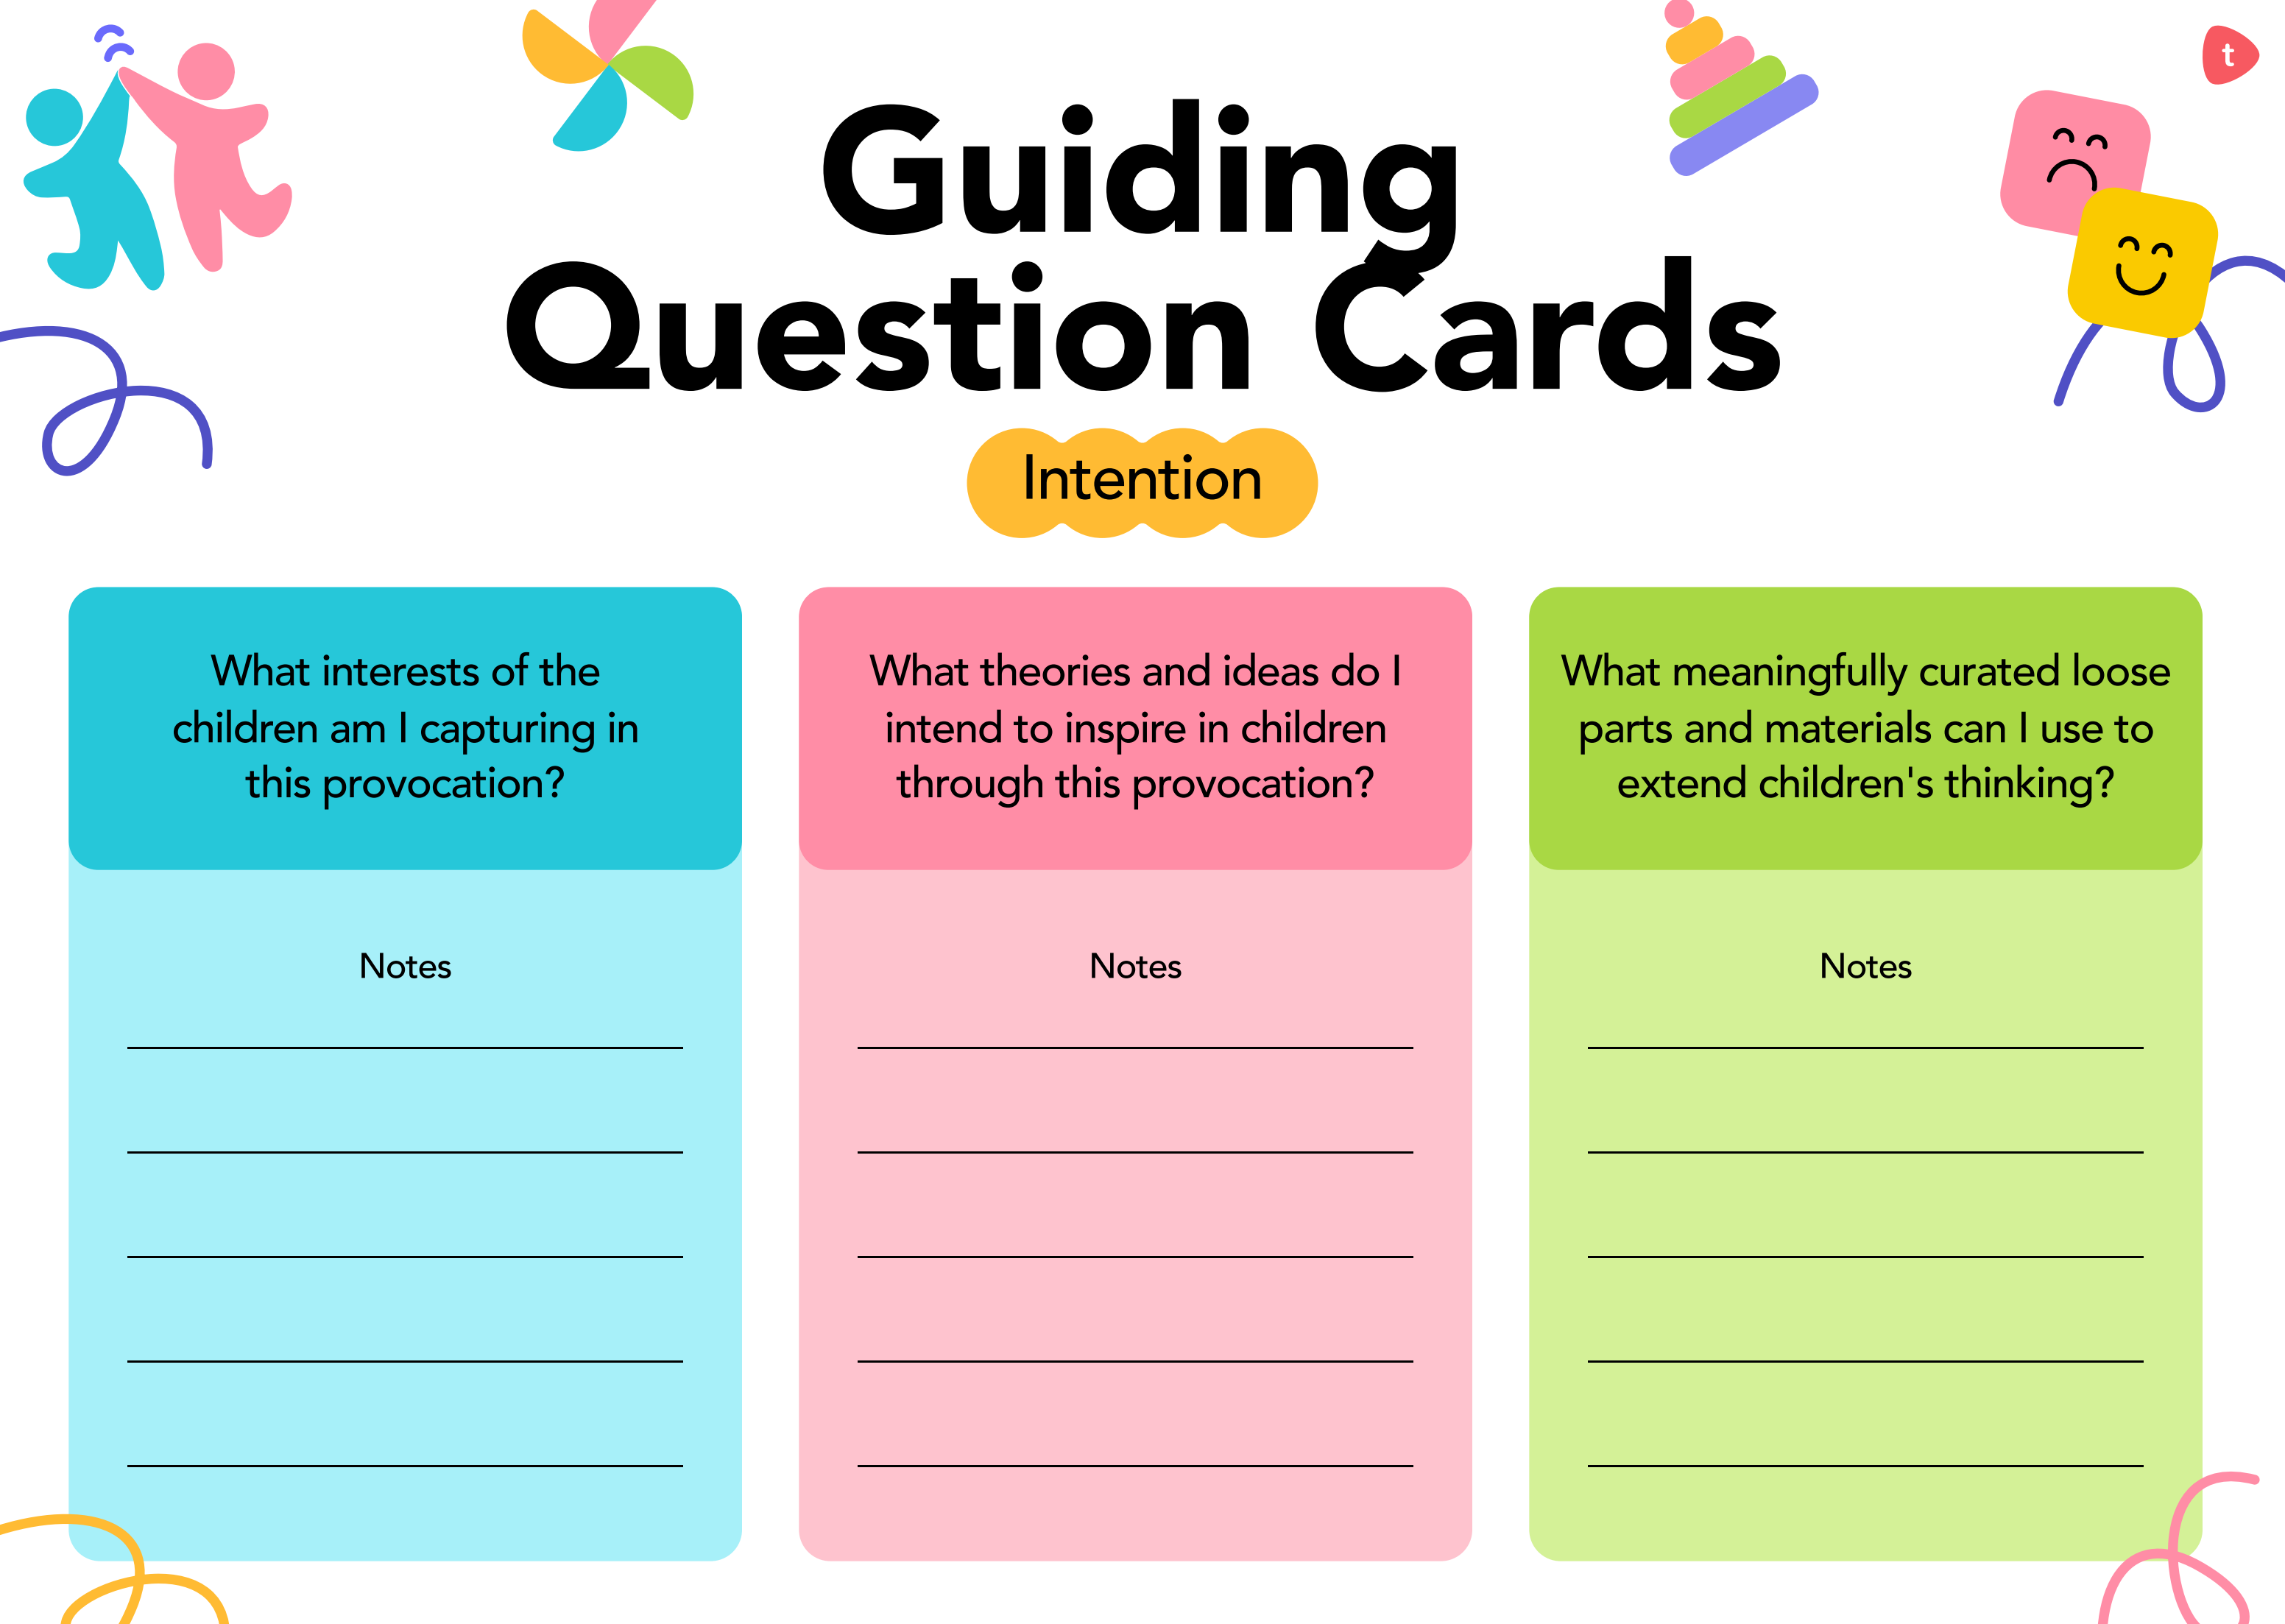 t
Guiding
Question Cards
Intention
What interests of the
children am I capturing in
this provocation?
Notes
What theories and ideas do I
intend to inspire in children
through this provocation?
Notes
What meaningfully curated loose
parts and materials can I use to
extend children's thinking?
Notes